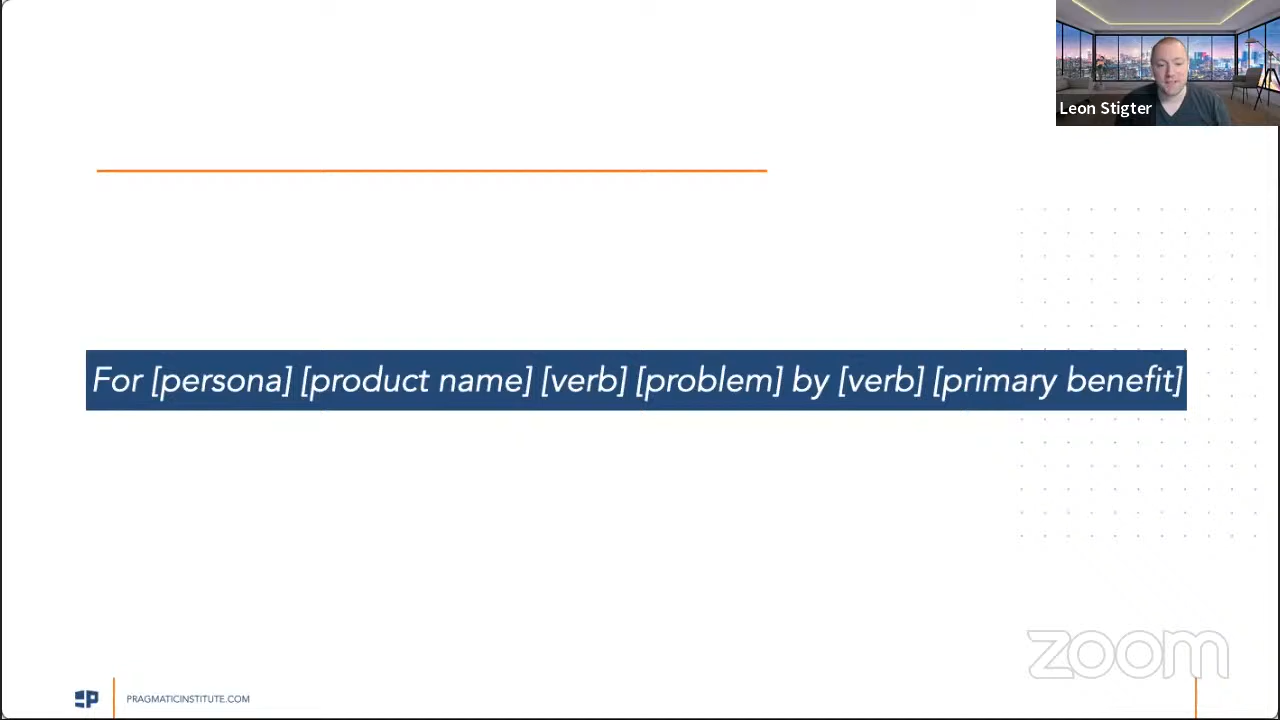 Leon Stigter
For [persona] [product name] [verb] [problem] by [verb] [primary benefit]
zoom
PRAGMATICINSTITUTE.COM